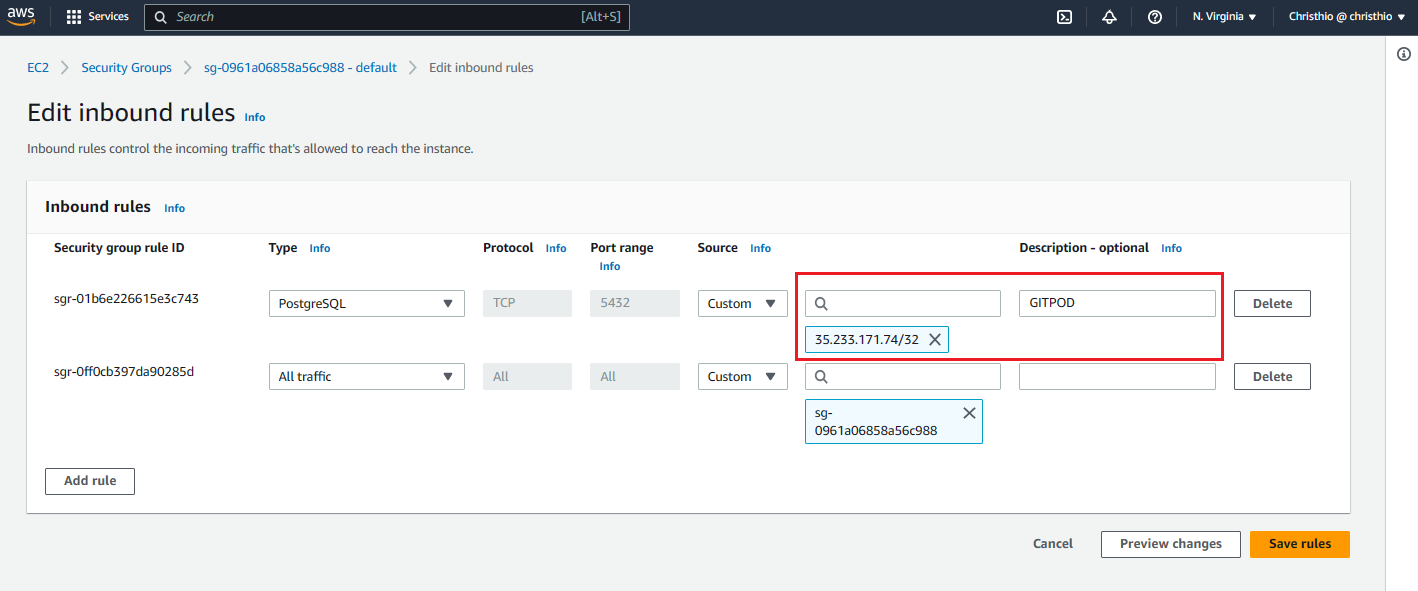 aws
Services
Search
[Alt+S]
N. Virginia
Christhio @ christhio
EC2
Security Groups
sg-0961a06858a56c988 - default
Edit inbound rules
Edit inbound rules Info
Inbound rules control the incoming traffic that's allowed to reach the instance.
Inbound rules Info
Security group rule ID
Type Info
Protocol Info
Port range
Info
Source Info
Description - optional Info
sgr-01b6e226615e3c743
PostgreSQL
TCP
5432
Custom
GITPOD
Delete
35.233.171.74/32
sgr-0ff0cb397da90285d
All traffic
All
All
Custom
Delete
sg-
0961a06858a56c988
Add rule
Cancel
Preview changes
Save rules